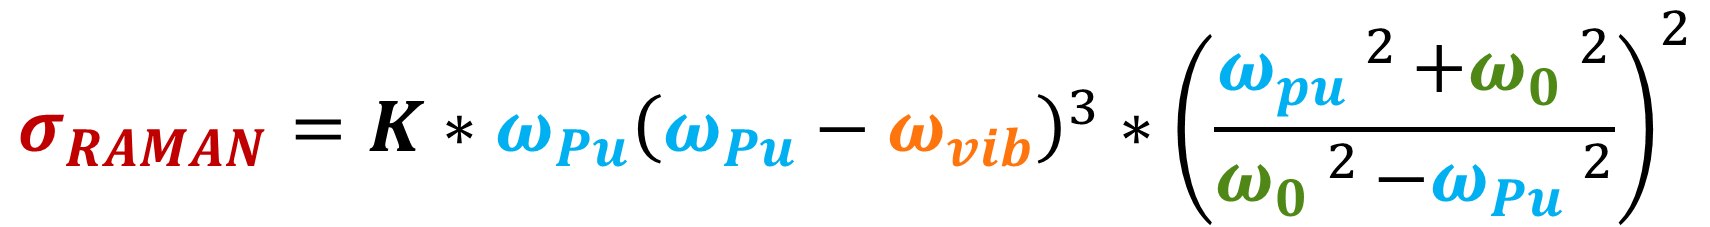 σ_RAMAN = K * ω_Pu(ω_Pu − ω_vib)^3 * ((ω_pu^2 + ω_0^2)/(ω_0^2 − ω_Pu^2))^2